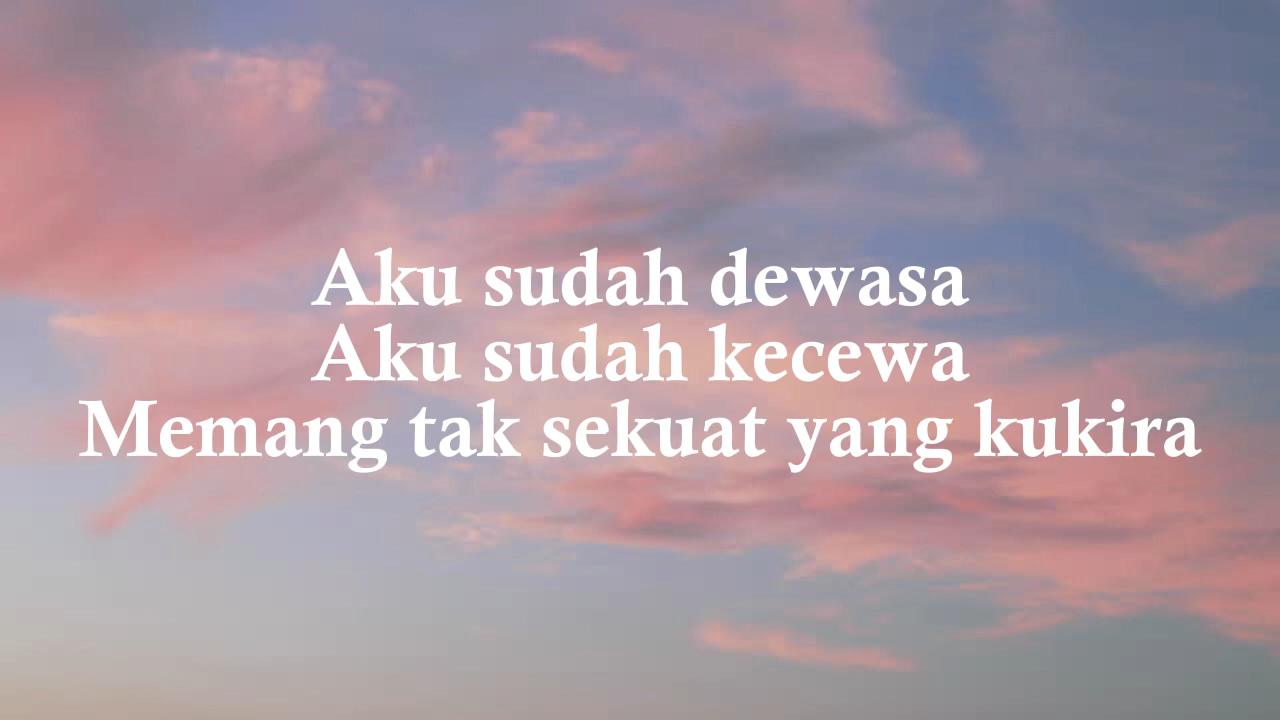 Aku sudah dewasa
Aku sudah kecewa
Memang tak sekuat yang kukira